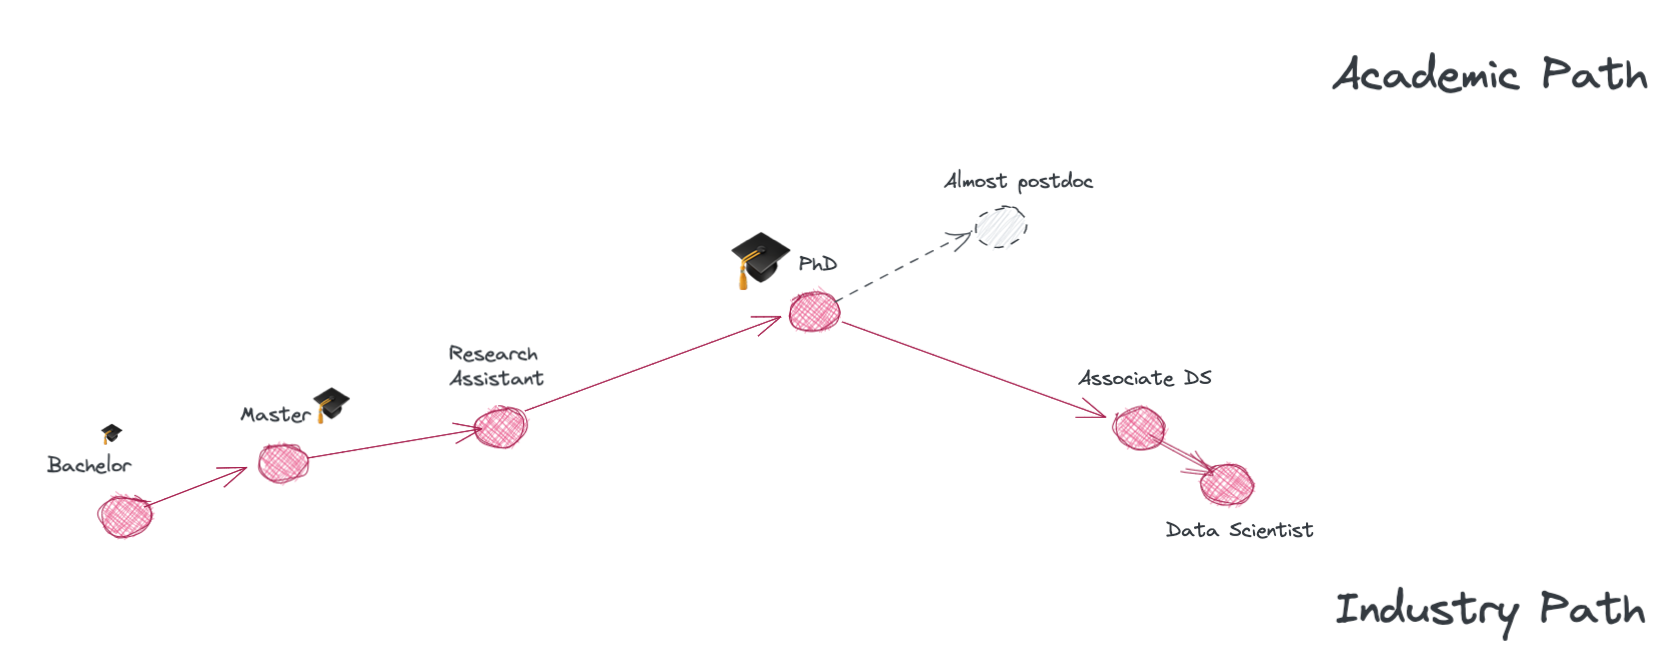 Academic Path
Almost postdoc
PhD
Research
Assistant
Associate DS
Master
Bachelor
Data Scientist
Industry Path